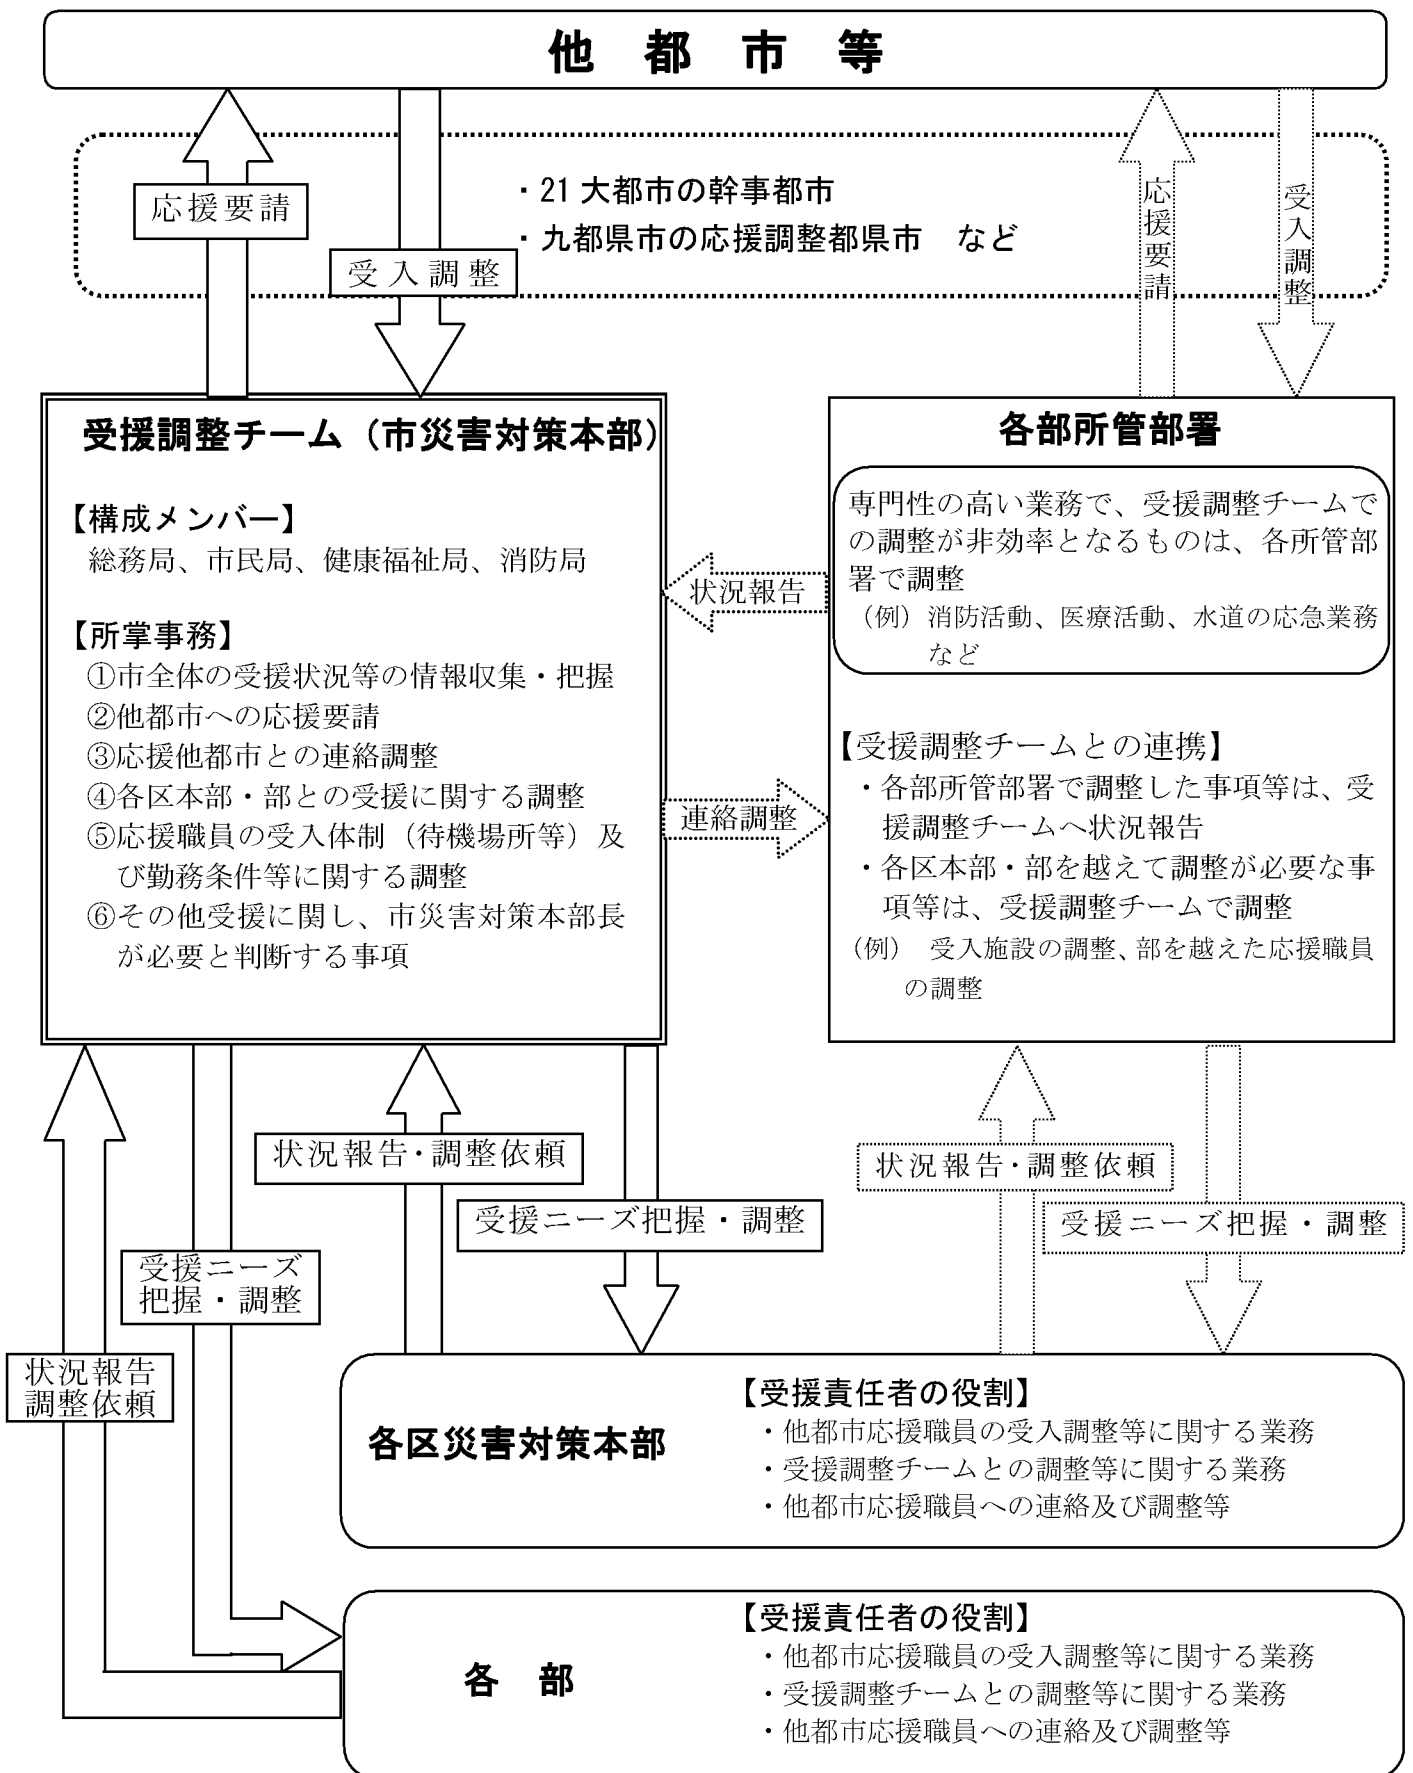 他 都 市 等
・21大都市の幹事都市
・九都県市の応援調整都県市 など
応援要請
受入調整
応援要請
受入調整
受援調整チーム（市災害対策本部）
【構成メンバー】
総務局、市民局、健康福祉局、消防局
【所掌事務】
①市全体の受援状況等の情報収集・把握
②他都市への応援要請
③応援他都市との連絡調整
④各区本部・部との受援に関する調整
⑤応援職員の受入体制（待機場所等）及
び勤務条件等に関する調整
⑥その他受援に関し、市災害対策本部長
が必要と判断する事項
状況報告
連絡調整
各部所管部署
専門性の高い業務で、受援調整チームで
の調整が非効率となるものは、各所管部
署で調整
（例）消防活動、医療活動、水道の応急業務
など
【受援調整チームとの連携】
・各部所管部署で調整した事項等は、受
援調整チームへ状況報告
・各区本部・部を越えて調整が必要な事
項等は、受援調整チームで調整
（例） 受入施設の調整、部を越えた応援職員
の調整
状況報告・調整依頼
受援ニーズ把握・調整
状況報告・調整依頼
受援ニーズ把握・調整
受援ニーズ
把握・調整
状況報告
調整依頼
各区災害対策本部
【受援責任者の役割】
・他都市応援職員の受入調整等に関する業務
・受援調整チームとの調整等に関する業務
・他都市応援職員への連絡及び調整等
各 部
【受援責任者の役割】
・他都市応援職員の受入調整等に関する業務
・受援調整チームとの調整等に関する業務
・他都市応援職員への連絡及び調整等